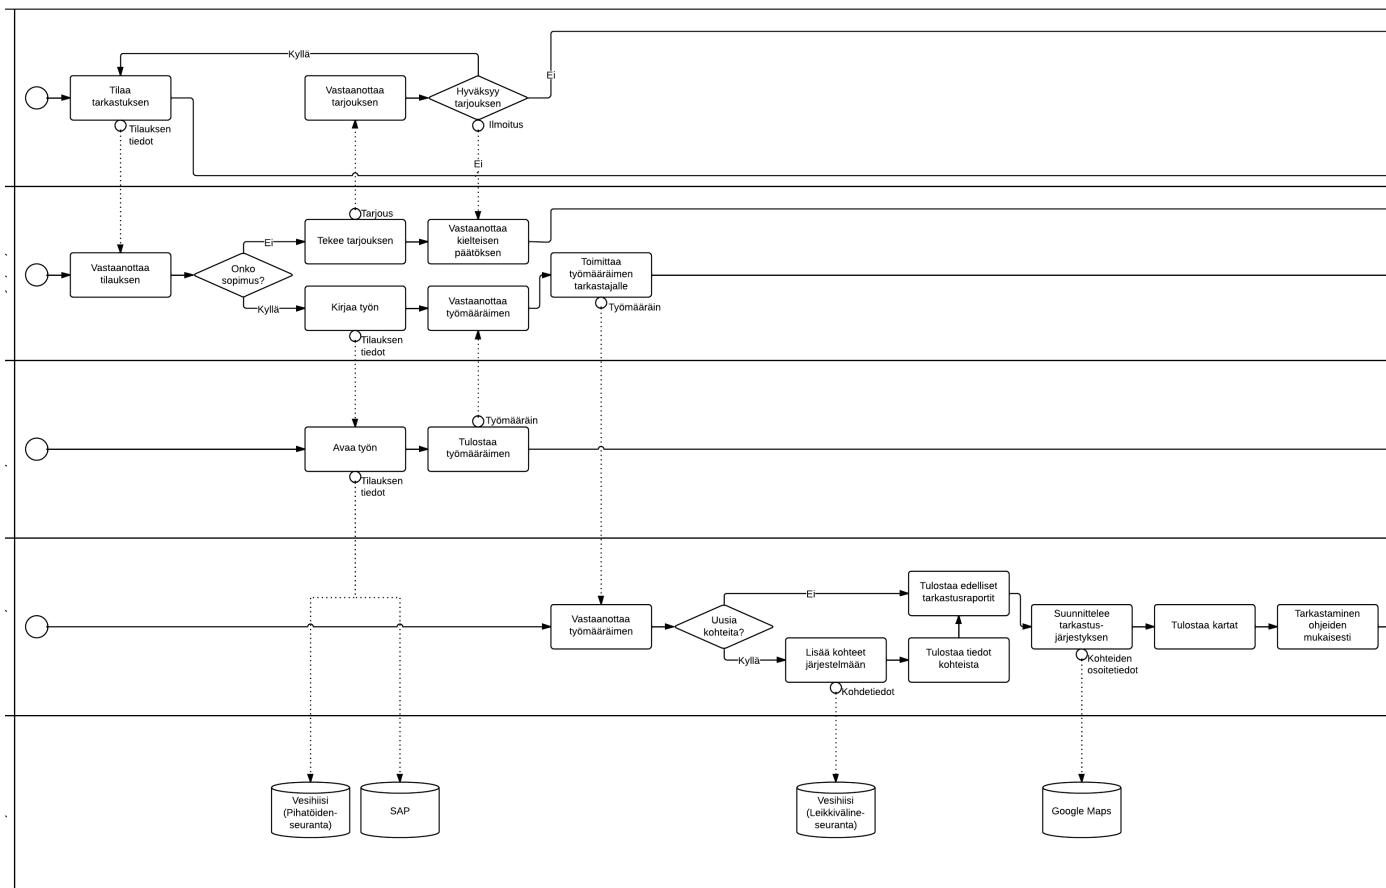 Kyllä
Ei
Tilaa
tarkastuksen
Vastaanottaa
tarjouksen
Hyväksyy
tarjouksen
Tilauksen
tiedot
Ilmoitus
Ei
Tarjous
Ei
Tekee tarjouksen
Vastaanottaa
kielteisen
päätöksen
Vastaanottaa
tilauksen
Onko
sopimus?
Toimittaa
työmääräimen
tarkastajalle
Kyllä
Kirjaa työn
Vastaanottaa
työmääräimen
Työmääräin
Tilauksen
tiedot
Työmääräin
Avaa työn
Tulostaa
työmääräimen
Tilauksen
tiedot
Ei
Tulostaa edelliset
tarkastusraportit
Vastaanottaa
työmääräimen
Uusia
kohteita?
Suunnittelee
tarkastus-
järjestyksen
Tulostaa kartat
Tarkastaminen
ohjeiden
mukaisesti
Kyllä
Lisää kohteet
järjestelmään
Tulostaa tiedot
kohteista
Kohteiden
osoitetiedot
Kohdetiedot
Vesihiisi
(Pihatöiden-
seuranta)
SAP
Vesihiisi
(Leikkiväline-
seuranta)
Google Maps